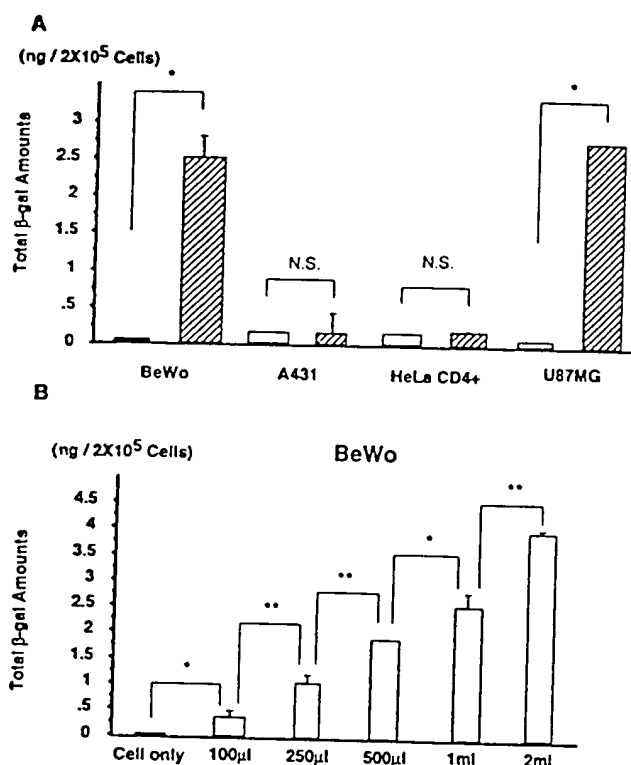 A
(ng / 2X10⁵ Cells)
Total β-gal Amounts
3
2.5
2
1.5
1
.5
0
*
N.S.
N.S.
*
BeWo
A431
HeLa CD4+
U87MG
B
(ng / 2X10⁵ Cells)
BeWo
Total β-gal Amounts
4.5
4
3.5
3
2.5
2
1.5
1
.5
0
*
**
**
*
**
Cell only
100µl
250µl
500µl
1ml
2ml